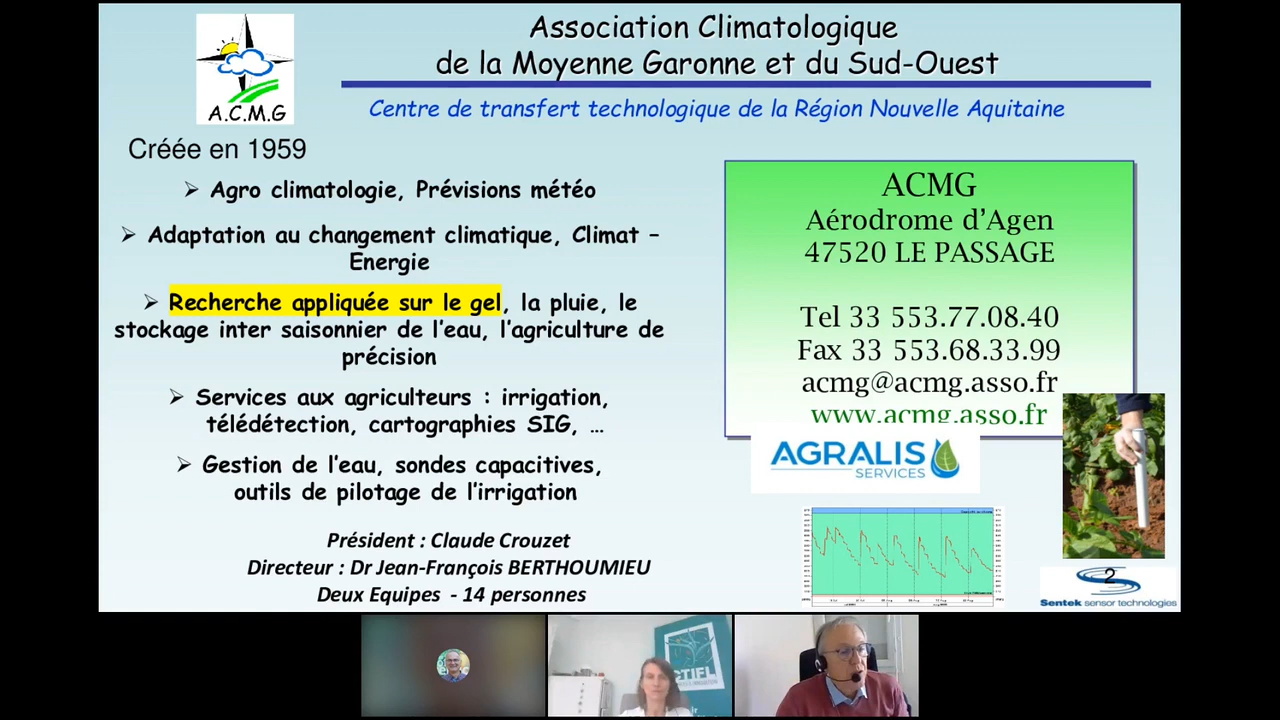 Association Climatologique
de la Moyenne Garonne et du Sud-Ouest
Centre de transfert technologique de la Région Nouvelle Aquitaine
A.C.M.G
Créée en 1959
➢ Agro climatologie, Prévisions météo
➢ Adaptation au changement climatique, Climat –
Energie
➢ Recherche appliquée sur le gel, la pluie, le
stockage inter saisonnier de l'eau, l'agriculture de
précision
➢ Services aux agriculteurs : irrigation,
télédétection, cartographies SIG, …
➢ Gestion de l'eau, sondes capacitives,
outils de pilotage de l'irrigation
Président : Claude Crouzet
Directeur : Dr Jean-François BERTHOUMIEU
Deux Equipes - 14 personnes
ACMG
Aérodrome d'Agen
47520 LE PASSAGE
Tel 33 553.77.08.40
Fax 33 553.68.33.99
acmg@acmg.asso.fr
www.acmg.asso.fr
AGRALIS
SERVICES
2
Sentek sensor technologies
CTIFL